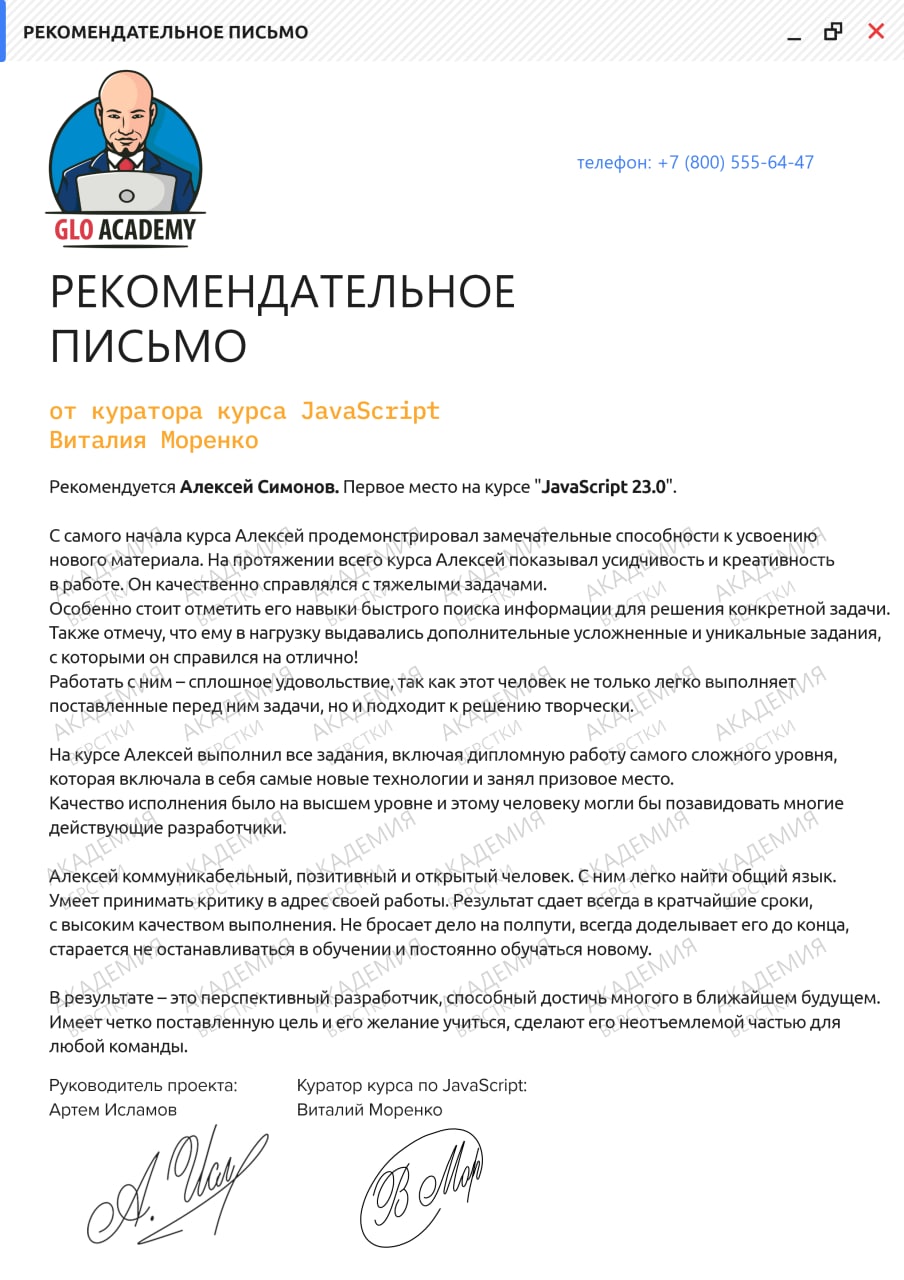 РЕКОМЕНДАТЕЛЬНОЕ ПИСЬМО
GLO ACADEMY
телефон: +7 (800) 555-64-47
РЕКОМЕНДАТЕЛЬНОЕ
ПИСЬМО
от куратора курса JavaScript
Виталия Моренко
Рекомендуется Алексей Симонов. Первое место на курсе "JavaScript 23.0".
С самого начала курса Алексей продемонстрировал замечательные способности к усвоению
нового материала. На протяжении всего курса Алексей показывал усидчивость и креативность
в работе. Он качественно справлялся с тяжелыми задачами.
Особенно стоит отметить его навыки быстрого поиска информации для решения конкретной задачи.
Также отмечу, что ему в нагрузку выдавались дополнительные усложненные и уникальные задания,
с которыми он справился на отлично!
Работать с ним – сплошное удовольствие, так как этот человек не только легко выполняет
поставленные перед ним задачи, но и подходит к решению творчески.
На курсе Алексей выполнил все задания, включая дипломную работу самого сложного уровня,
которая включала в себя самые новые технологии и занял призовое место.
Качество исполнения было на высшем уровне и этому человеку могли бы позавидовать многие
действующие разработчики.
Алексей коммуникабельный, позитивный и открытый человек. С ним легко найти общий язык.
Умеет принимать критику в адрес своей работы. Результат сдает всегда в кратчайшие сроки,
с высоким качеством выполнения. Не бросает дело на полпути, всегда доделывает его до конца,
старается не останавливаться в обучении и постоянно обучаться новому.
В результате – это перспективный разработчик, способный достичь многого в ближайшем будущем.
Имеет четко поставленную цель и его желание учиться, сделают его неотъемлемой частью для
любой команды.
Руководитель проекта: Куратор курса по JavaScript:
Артем Исламов Виталий Моренко
АКАДЕМИЯ
ВЕРСТКИ